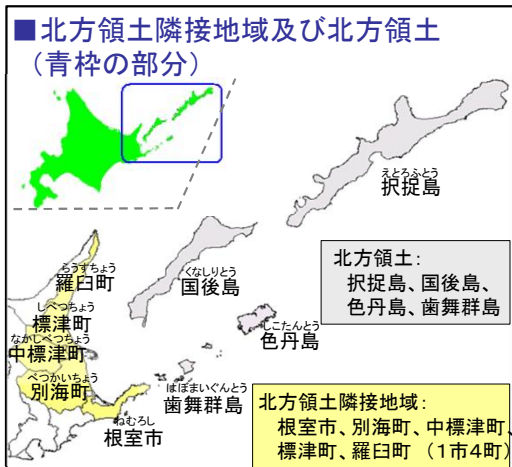 ■北方領土隣接地域及び北方領土
（青枠の部分）
えとろふとう
択捉島
くなしりとう
国後島
北方領土：
択捉島、国後島、
色丹島、歯舞群島
らうすちょう
羅臼町
しべつちょう
標津町
なかしべつちょう
中標津町
べつかいちょう
別海町
しこたんとう
色丹島
はぼまいぐんとう
歯舞群島
ねむろし
根室市
北方領土隣接地域：
根室市、別海町、中標津町、
標津町、羅臼町 （1市4町）